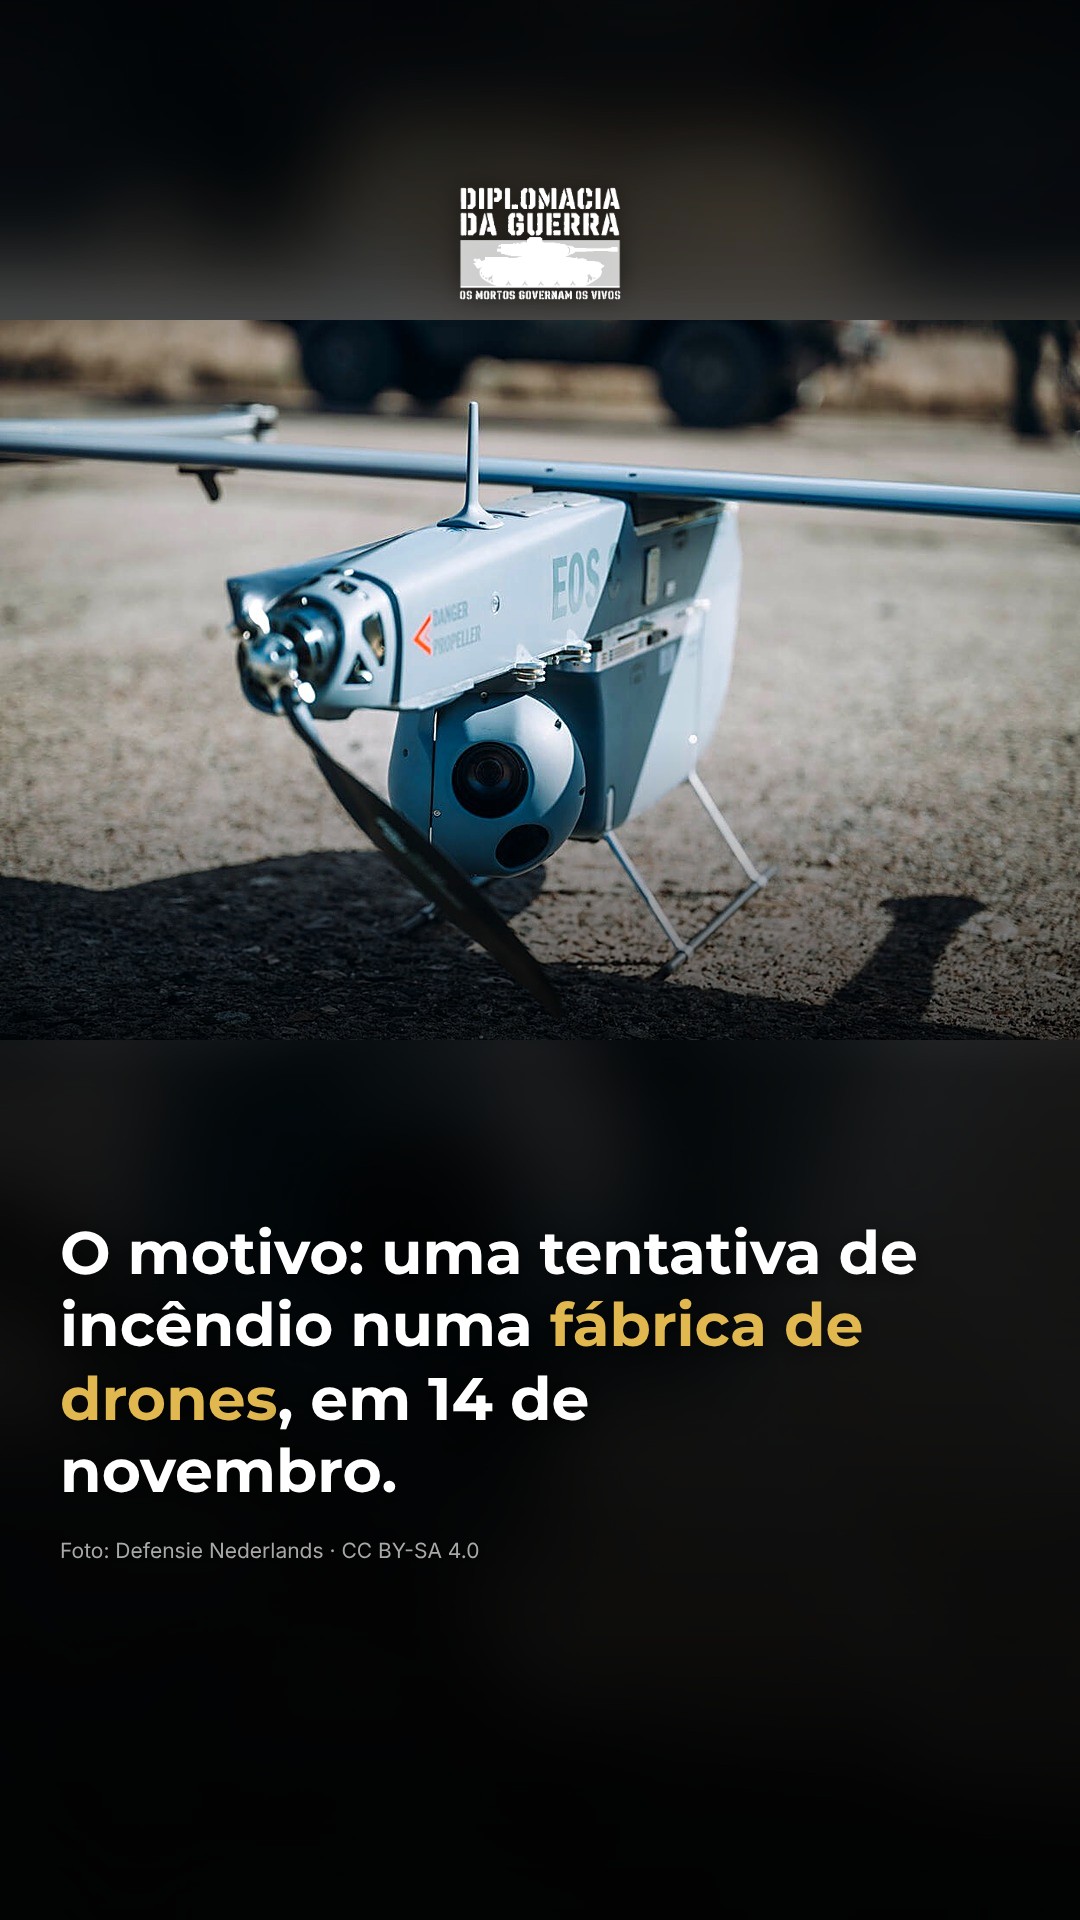 DIPLOMACIA
DA GUERRA
OS MORTOS GOVERNAM OS VIVOS
EOS
DANGER
PROPELLER
O motivo: uma tentativa de
incêndio numa fábrica de
drones, em 14 de
novembro.
Foto: Defensie Nederlands · CC BY-SA 4.0